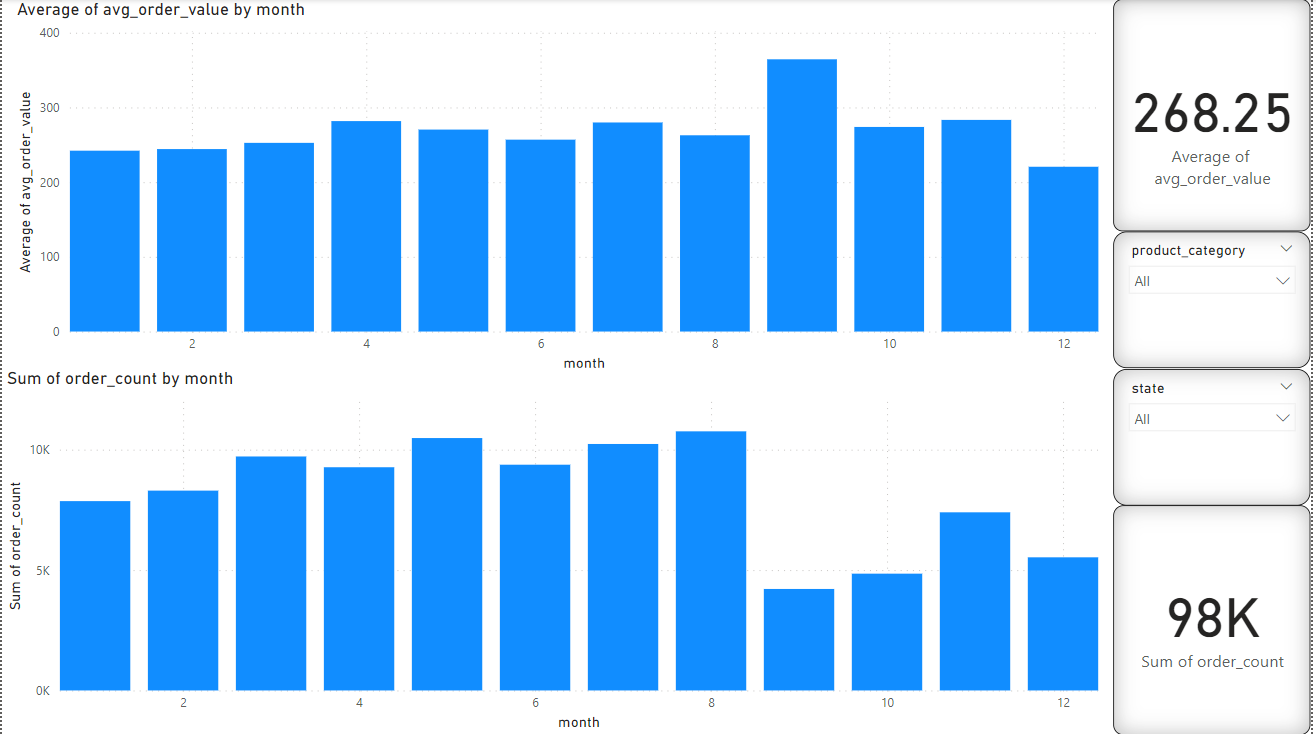 Average of avg_order_value by month
Average of avg_order_value
400
300
200
100
0
2 4 6 8 10 12
month
Sum of order_count by month
Sum of order_count
10K
5K
0K
2 4 6 8 10 12
month
268.25
Average of
avg_order_value
product_category
All
state
All
98K
Sum of order_count